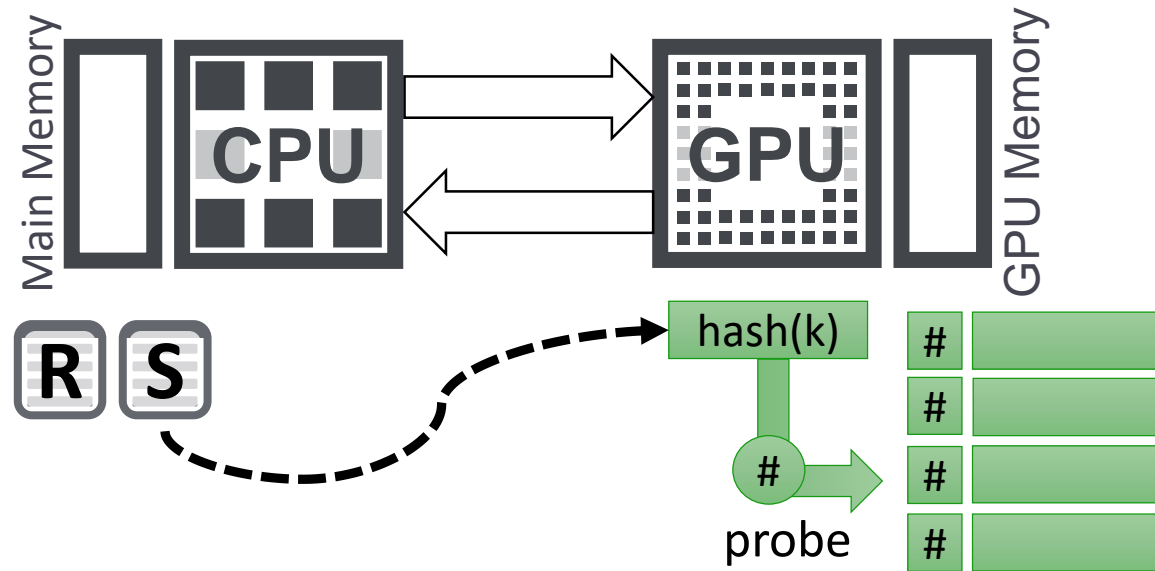 Main Memory
CPU
GPU
GPU Memory
R
S
hash(k)
#
#
#
#
#
probe